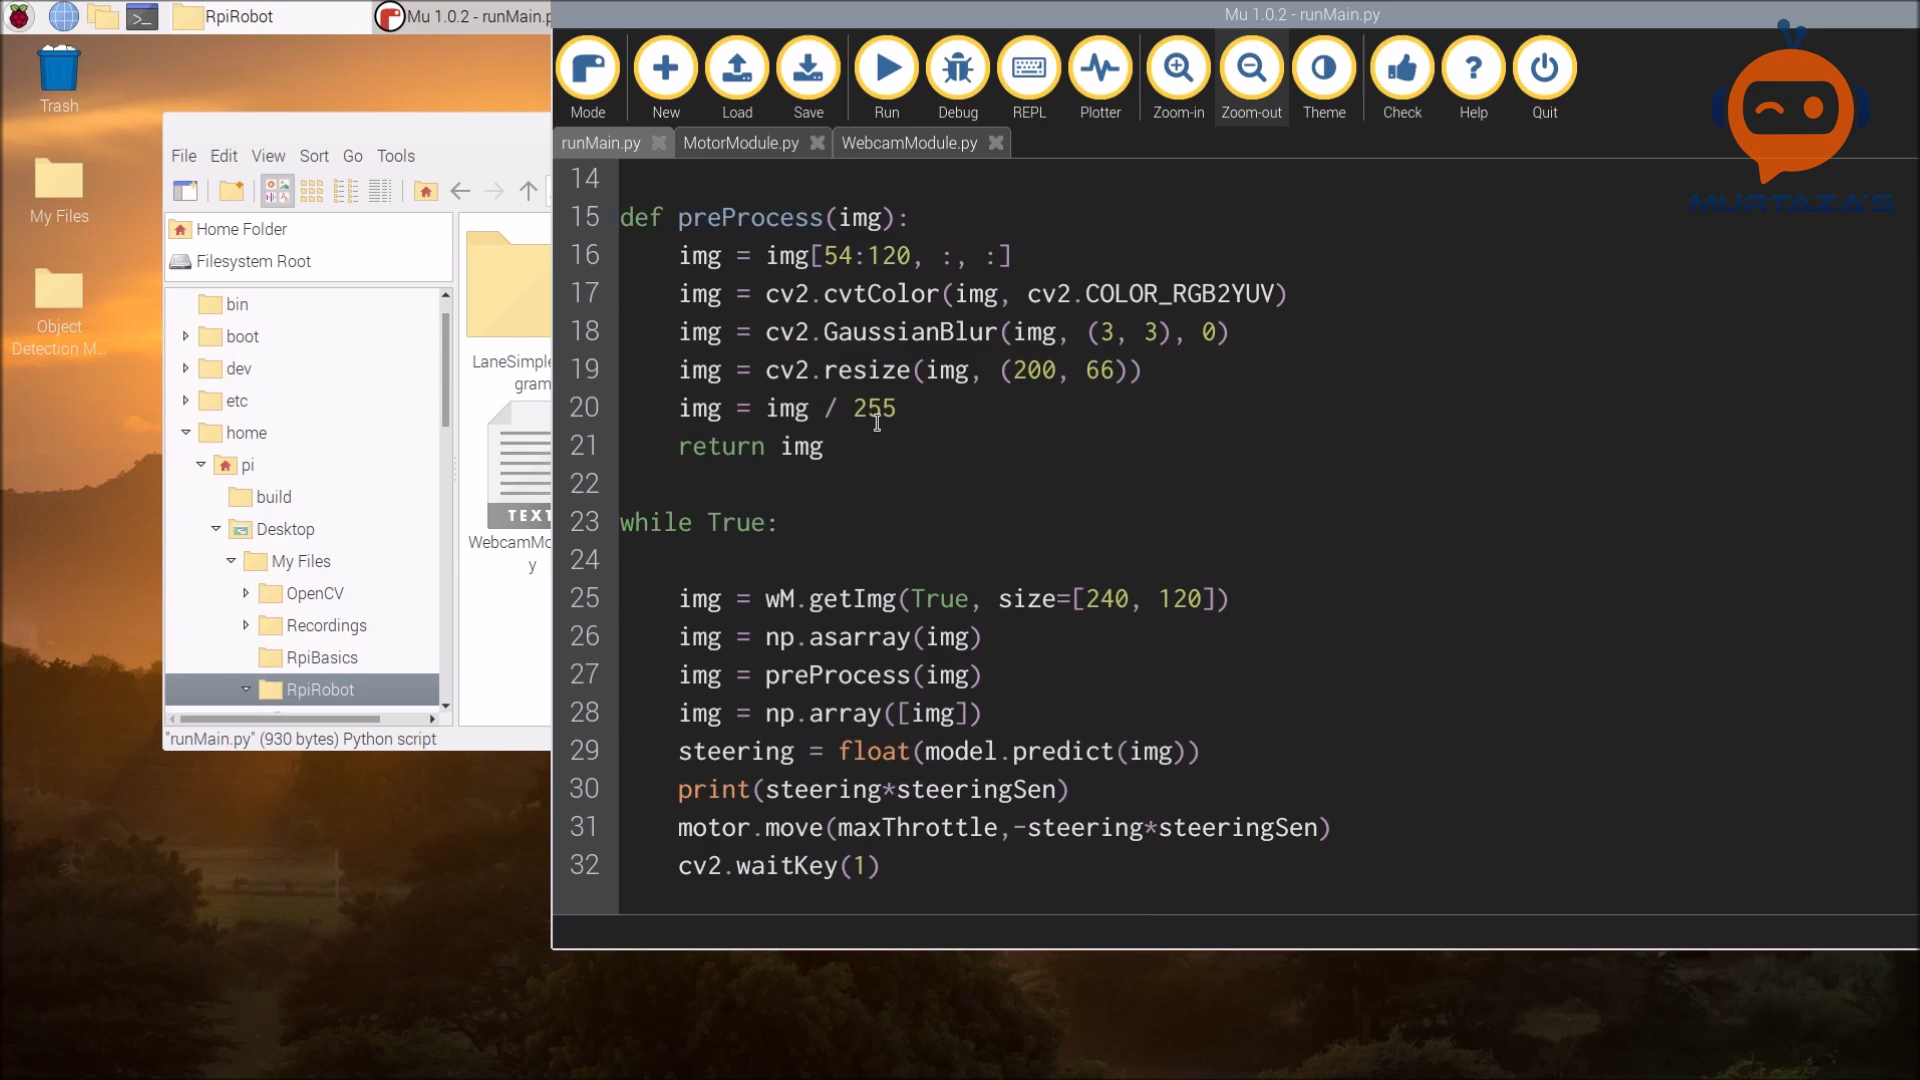 RpiRobot
Mu 1.0.2 - runMain.p
Mu 1.0.2 - runMain.py
Trash
My Files
Object
Detection M...
File Edit View Sort Go Tools
Home Folder
Filesystem Root
bin
boot
dev
etc
home
pi
build
Desktop
My Files
OpenCV
Recordings
RpiBasics
RpiRobot
LaneSimple
gram
TEXT
WebcamMo
y
"runMain.py" (930 bytes) Python script
Mode New Load Save Run Debug REPL Plotter Zoom-in Zoom-out Theme Check Help Quit
runMain.py MotorModule.py WebcamModule.py
MURTAZA'S
14
15 def preProcess(img):
16 img = img[54:120, :, :]
17 img = cv2.cvtColor(img, cv2.COLOR_RGB2YUV)
18 img = cv2.GaussianBlur(img, (3, 3), 0)
19 img = cv2.resize(img, (200, 66))
20 img = img / 255
21 return img
22
23 while True:
24
25 img = wM.getImg(True, size=[240, 120])
26 img = np.asarray(img)
27 img = preProcess(img)
28 img = np.array([img])
29 steering = float(model.predict(img))
30 print(steering*steeringSen)
31 motor.move(maxThrottle,-steering*steeringSen)
32 cv2.waitKey(1)